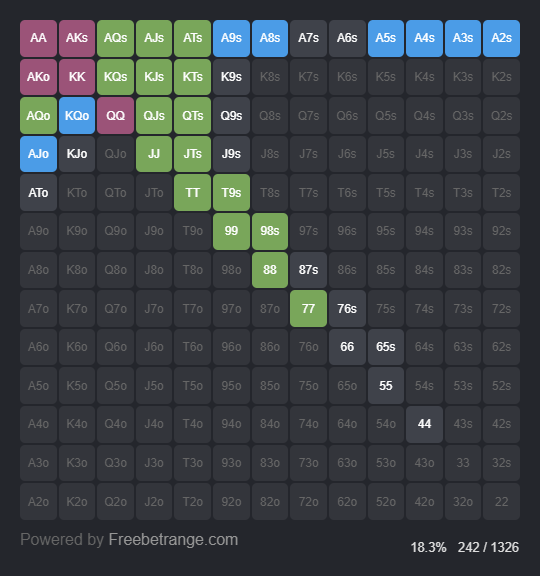 AA AKs AQs AJs ATs A9s A8s A7s A6s A5s A4s A3s A2s
AKo KK KQs KJs KTs K9s K8s K7s K6s K5s K4s K3s K2s
AQo KQo QQ QJs QTs Q9s Q8s Q7s Q6s Q5s Q4s Q3s Q2s
AJo KJo QJo JJ JTs J9s J8s J7s J6s J5s J4s J3s J2s
ATo KTo QTo JTo TT T9s T8s T7s T6s T5s T4s T3s T2s
A9o K9o Q9o J9o T9o 99 98s 97s 96s 95s 94s 93s 92s
A8o K8o Q8o J8o T8o 98o 88 87s 86s 85s 84s 83s 82s
A7o K7o Q7o J7o T7o 97o 87o 77 76s 75s 74s 73s 72s
A6o K6o Q6o J6o T6o 96o 86o 76o 66 65s 64s 63s 62s
A5o K5o Q5o J5o T5o 95o 85o 75o 65o 55 54s 53s 52s
A4o K4o Q4o J4o T4o 94o 84o 74o 64o 54o 44 43s 42s
A3o K3o Q3o J3o T3o 93o 83o 73o 63o 53o 43o 33 32s
A2o K2o Q2o J2o T2o 92o 82o 72o 62o 52o 42o 32o 22
Powered by Freebetrange.com
18.3% 242 / 1326